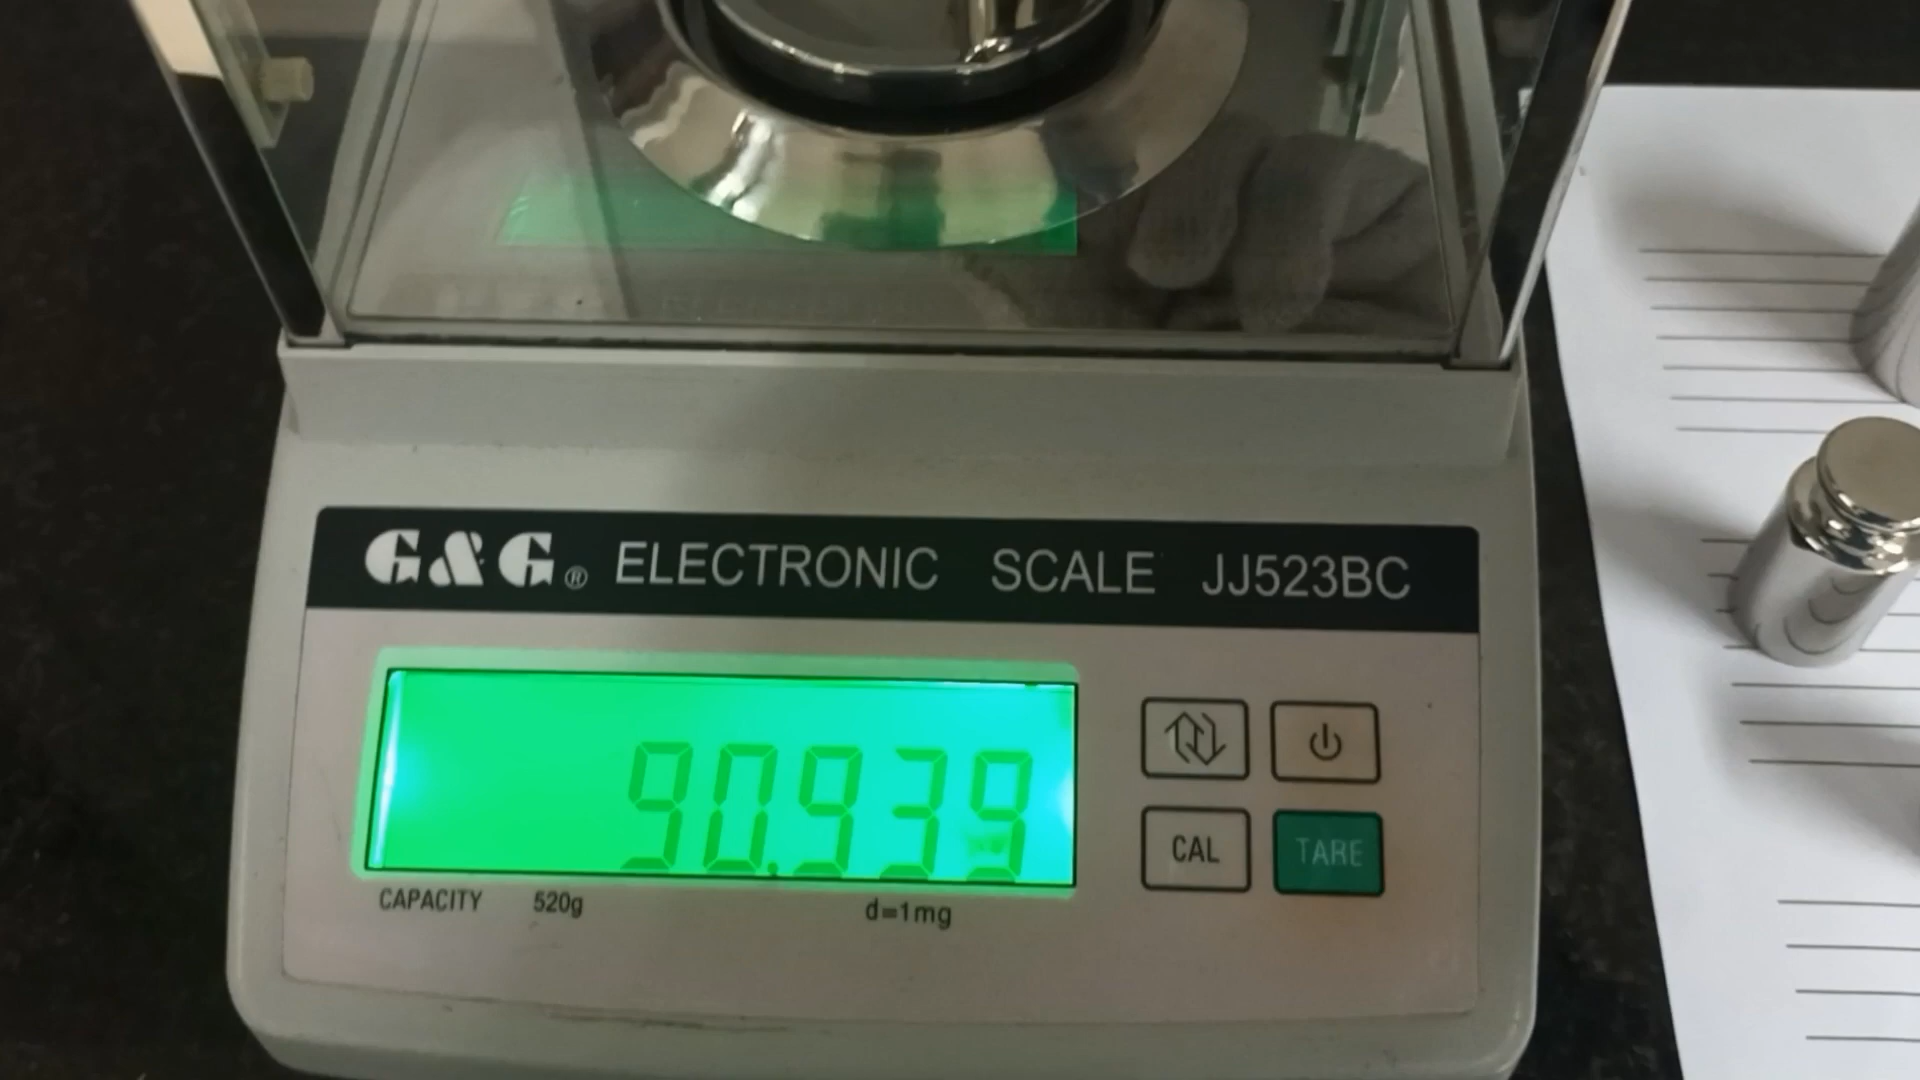 G&G® ELECTRONIC SCALE JJ523BC
90.939
CAL
TARE
CAPACITY 520g d=1mg